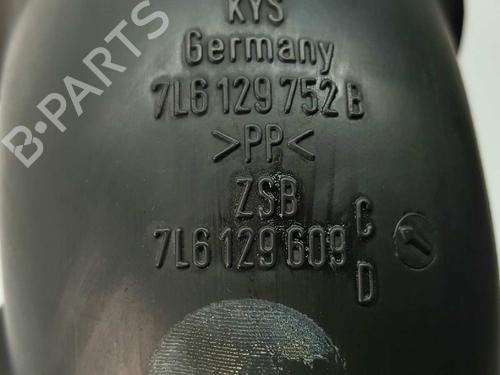 KYS
Germany
7L6 129 752 B
>PP<
ZSB
7L6 129 609 C
D
B-PARTS